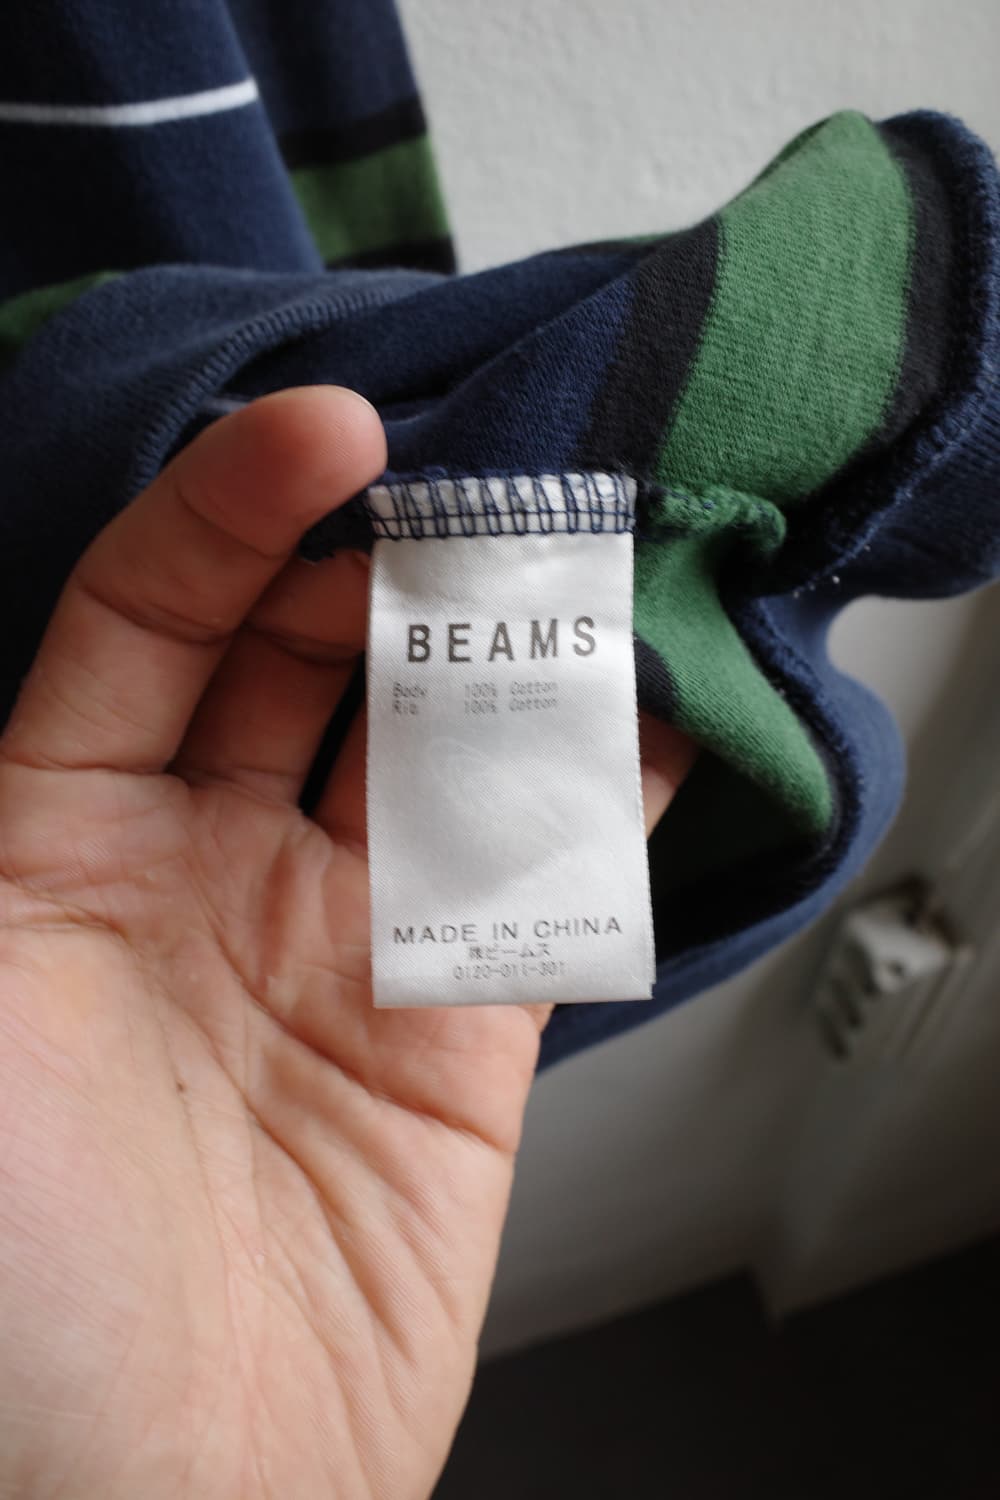 BEAMS
Body 100% Cotton
Rib 100% Cotton
MADE IN CHINA
㈱ビームス
0120-011-301